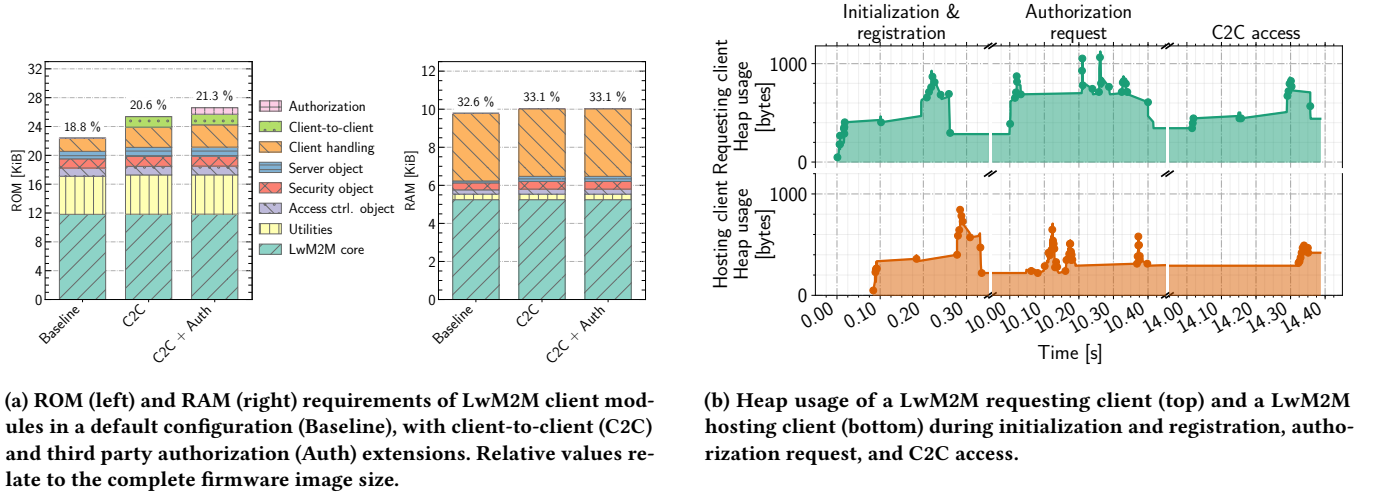 32
28
24
20
16
12
8
4
0
ROM [KiB]
18.8 %
20.6 %
21.3 %
Baseline
C2C
C2C + Auth
Authorization
Client-to-client
Client handling
Server object
Security object
Access ctrl. object
Utilities
LwM2M core
12
10
8
6
4
2
0
RAM [KiB]
32.6 %
33.1 %
33.1 %
Baseline
C2C
C2C + Auth
(a) ROM (left) and RAM (right) requirements of LwM2M client mod-
ules in a default configuration (Baseline), with client-to-client (C2C)
and third party authorization (Auth) extensions. Relative values re-
late to the complete firmware image size.
Initialization &
registration
Authorization
request
C2C access
Requesting client
Heap usage
[bytes]
1000
0
Hosting client
Heap usage
[bytes]
1000
0
0.00
0.10
0.20
0.30
10.00
10.10
10.20
10.30
10.40
14.00
14.10
14.20
14.30
14.40
Time [s]
(b) Heap usage of a LwM2M requesting client (top) and a LwM2M
hosting client (bottom) during initialization and registration, autho-
rization request, and C2C access.